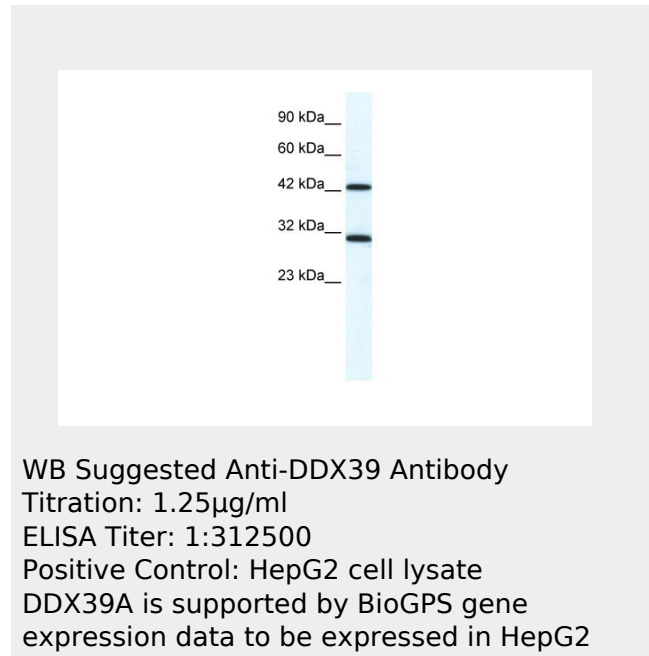 90 kDa__
60 kDa__
42 kDa__
32 kDa__
23 kDa__
WB Suggested Anti-DDX39 Antibody
Titration: 1.25µg/ml
ELISA Titer: 1:312500
Positive Control: HepG2 cell lysate
DDX39A is supported by BioGPS gene
expression data to be expressed in HepG2